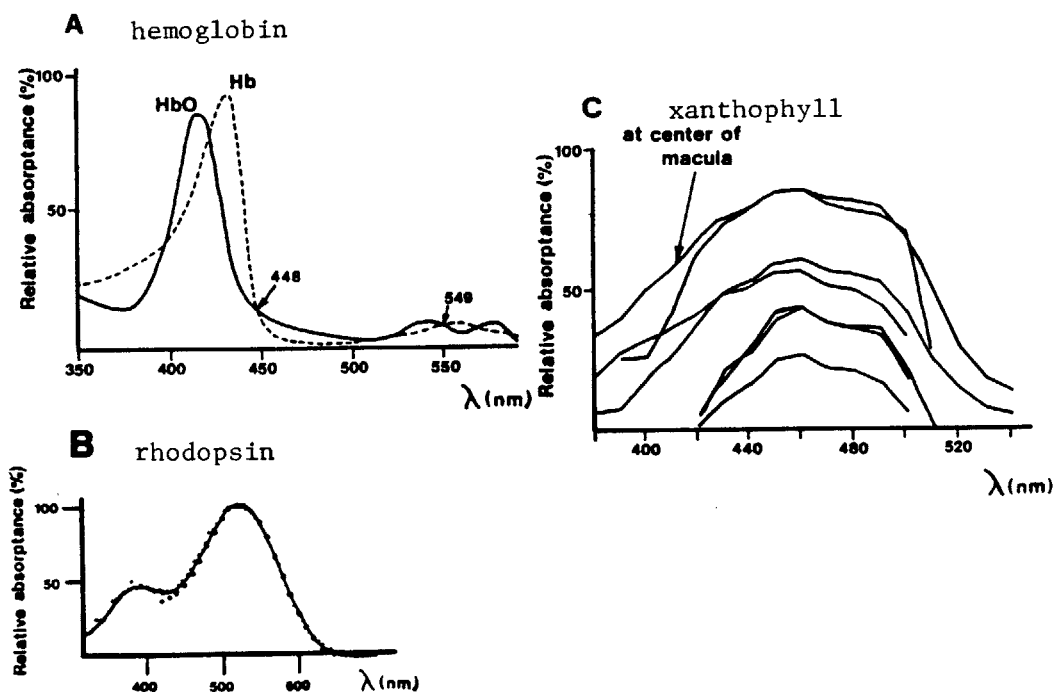 A hemoglobin
Relative absorptance (%)
100
50
HbO
Hb
448
549
350 400 450 500 550
λ (nm)
B rhodopsin
Relative absorptance (%)
100
50
400 500 600
λ (nm)
C xanthophyll
at center of
macula
Relative absorptance (%)
100
50
400 440 480 520
λ (nm)